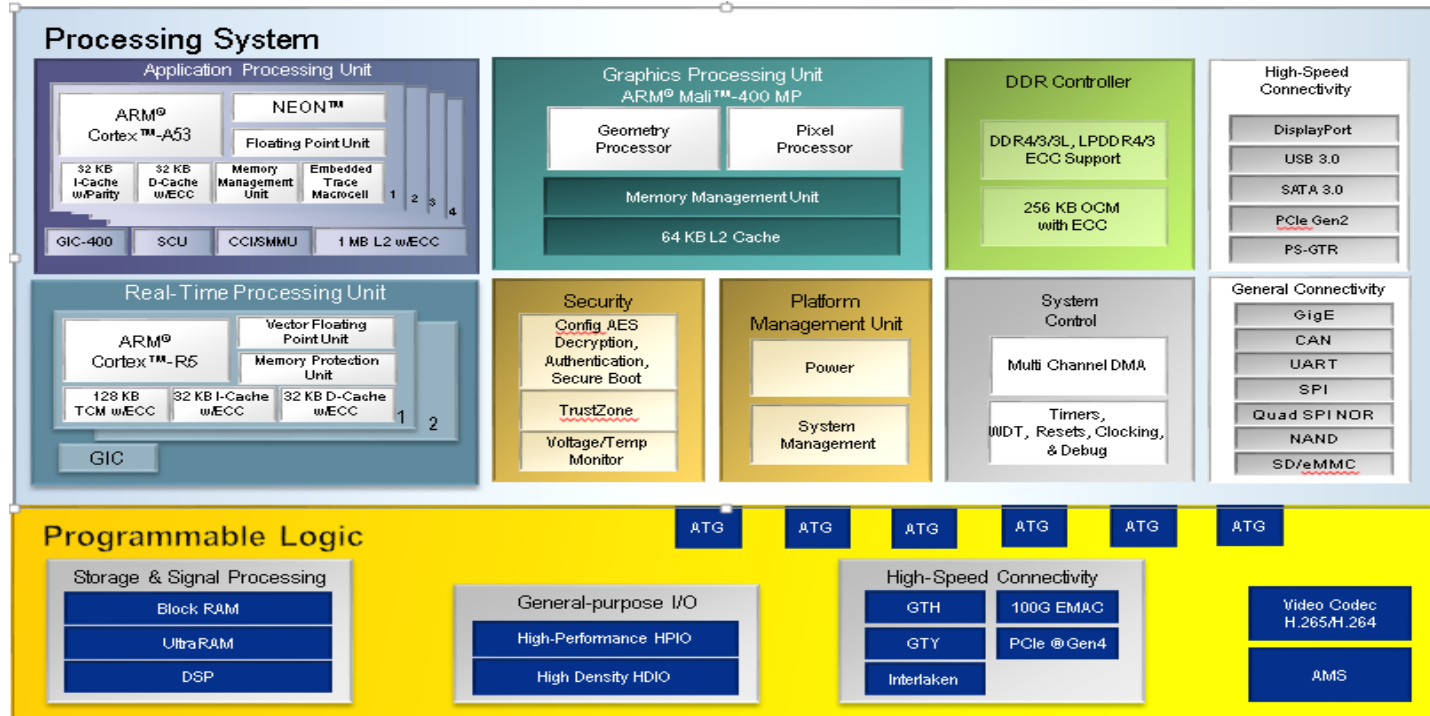 Processing System
Application Processing Unit
ARM®
Cortex™-A53
NEON™
Floating Point Unit
32 KB
I-Cache
w/Parity
32 KB
D-Cache
w/ECC
Memory
Management
Unit
Embedded
Trace
Macrocell
1
2
3
4
GIC-400
SCU
CCI/SMMU
1 MB L2 w/ECC
Graphics Processing Unit
ARM® Mali™-400 MP
Geometry
Processor
Pixel
Processor
Memory Management Unit
64 KB L2 Cache
DDR Controller
DDR4/3/3L, LPDDR4/3
ECC Support
256 KB OCM
with ECC
High-Speed
Connectivity
DisplayPort
USB 3.0
SATA 3.0
PCIe Gen2
PS-GTR
Real-Time Processing Unit
ARM®
Cortex™-R5
Vector Floating
Point Unit
Memory Protection
Unit
128 KB
TCM w/ECC
32 KB I-Cache
w/ECC
32 KB D-Cache
w/ECC
1
2
GIC
Security
Config AES
Decryption,
Authentication,
Secure Boot
TrustZone
Voltage/Temp
Monitor
Platform
Management Unit
Power
System
Management
System
Control
Multi Channel DMA
Timers,
WDT, Resets, Clocking,
& Debug
General Connectivity
GigE
CAN
UART
SPI
Quad SPI NOR
NAND
SD/eMMC
Programmable Logic
ATG
ATG
ATG
ATG
ATG
ATG
Storage & Signal Processing
Block RAM
UltraRAM
DSP
General-purpose I/O
High-Performance HPIO
High Density HDIO
High-Speed Connectivity
GTH
100G EMAC
GTY
PCIe ® Gen4
Interlaken
Video Codec
H.265/H.264
AMS